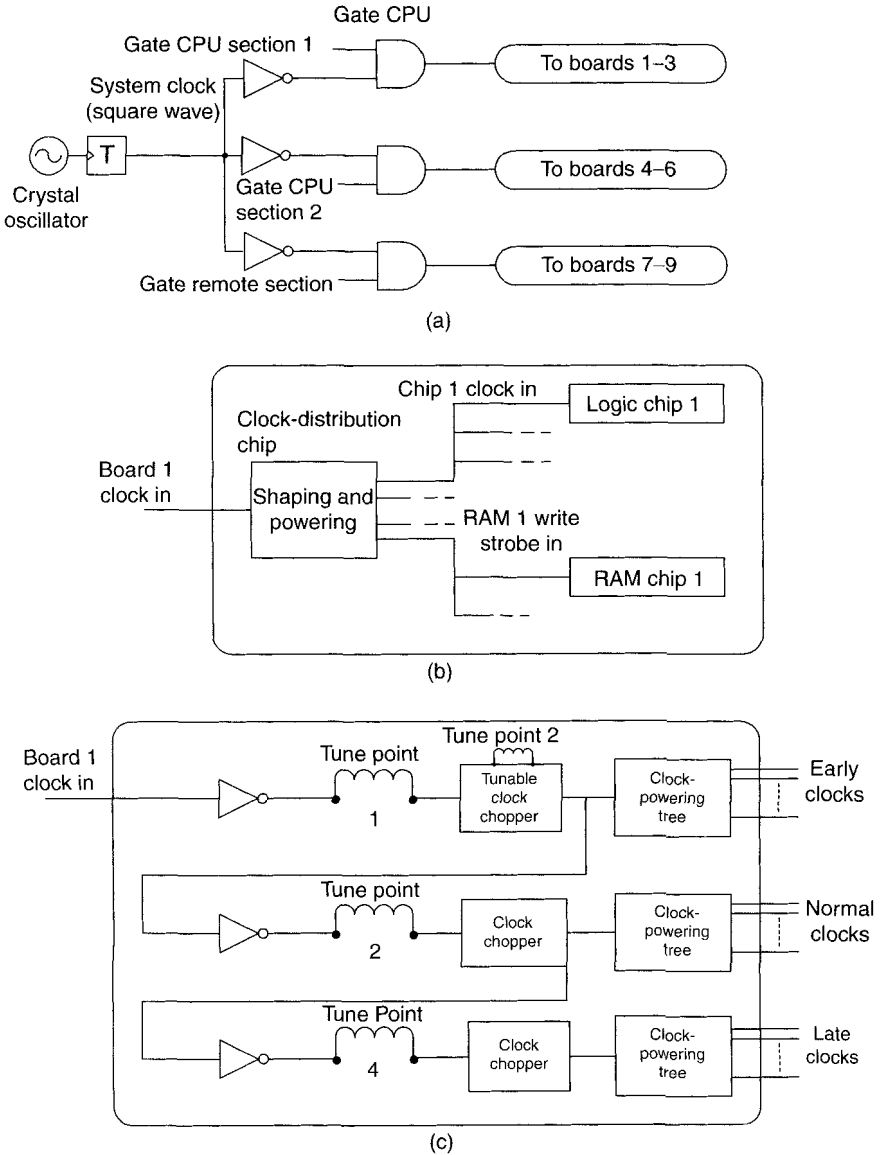 Gate CPU
Gate CPU section 1
To boards 1–3
System clock
(square wave)
T
Crystal
oscillator
Gate CPU
section 2
To boards 4–6
Gate remote section
To boards 7–9
(a)
Chip 1 clock in
Logic chip 1
Clock-distribution
chip
Board 1
clock in
Shaping and
powering
RAM 1 write
strobe in
RAM chip 1
(b)
Board 1
clock in
Tune point
1
Tune point 2
Tunable
clock
chopper
Clock-
powering
tree
Early
clocks
Tune point
2
Clock
chopper
Clock-
powering
tree
Normal
clocks
Tune Point
4
Clock
chopper
Clock-
powering
tree
Late
clocks
(c)